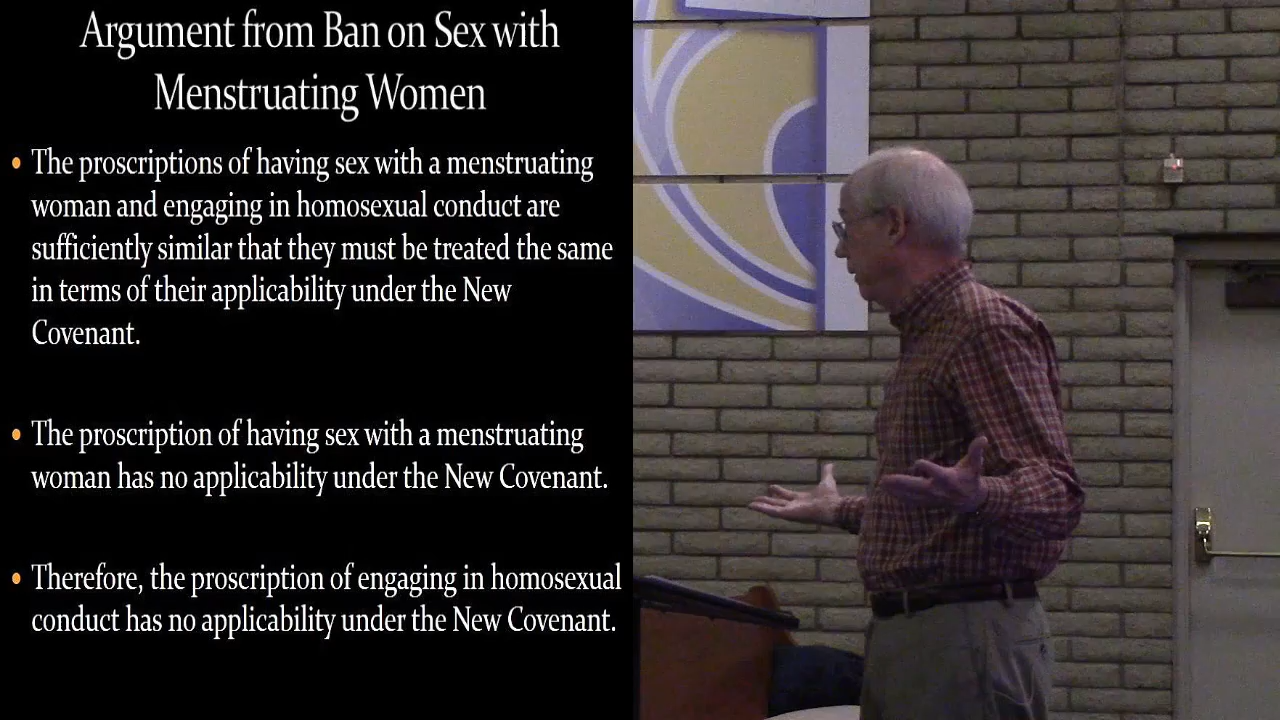 Argument from Ban on Sex with
Menstruating Women
• The proscriptions of having sex with a menstruating
woman and engaging in homosexual conduct are
sufficiently similar that they must be treated the same
in terms of their applicability under the New
Covenant.
• The proscription of having sex with a menstruating
woman has no applicability under the New Covenant.
• Therefore, the proscription of engaging in homosexual
conduct has no applicability under the New Covenant.